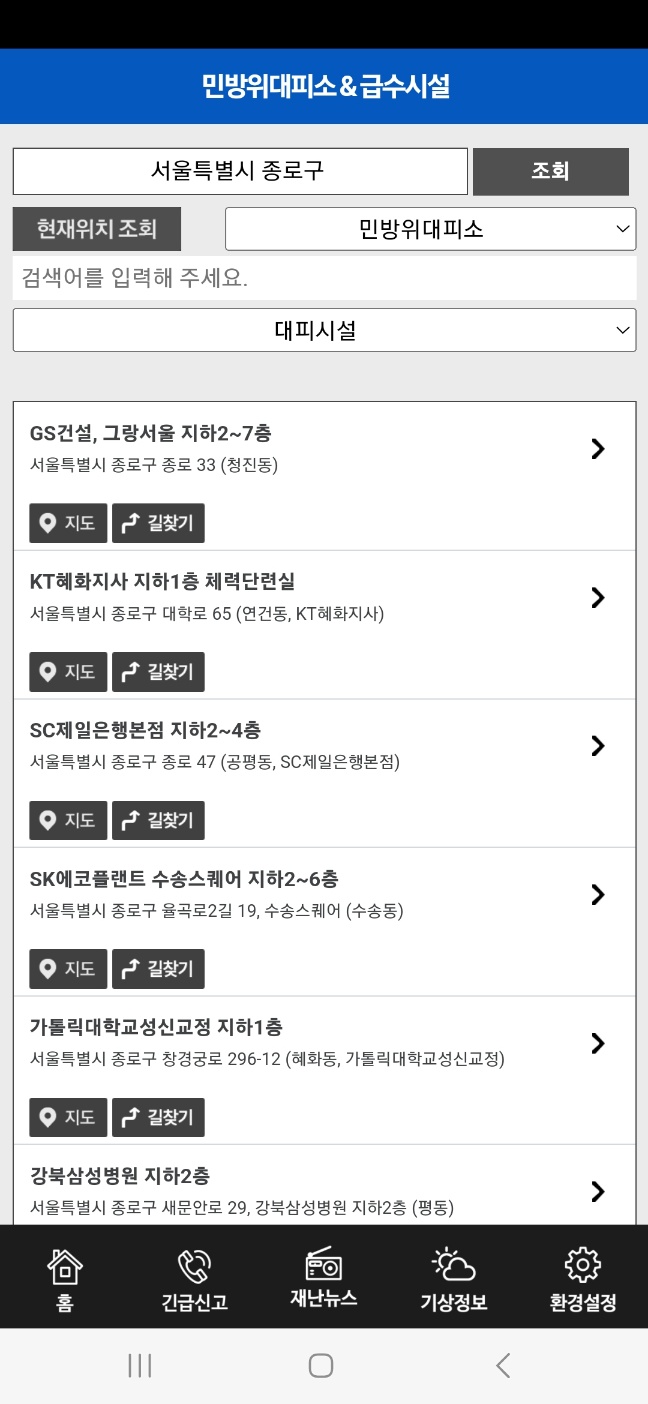 민방위대피소 & 급수시설
서울특별시 종로구 조회
현재위치 조회 민방위대피소
검색어를 입력해 주세요.
대피시설
GS건설, 그랑서울 지하2~7층
서울특별시 종로구 종로 33 (청진동)
지도 길찾기
KT혜화지사 지하1층 체력단련실
서울특별시 종로구 대학로 65 (연건동, KT혜화지사)
지도 길찾기
SC제일은행본점 지하2~4층
서울특별시 종로구 종로 47 (공평동, SC제일은행본점)
지도 길찾기
SK에코플랜트 수송스퀘어 지하2~6층
서울특별시 종로구 율곡로2길 19, 수송스퀘어 (수송동)
지도 길찾기
가톨릭대학교성신교정 지하1층
서울특별시 종로구 창경궁로 296-12 (혜화동, 가톨릭대학교성신교정)
지도 길찾기
강북삼성병원 지하2층
서울특별시 종로구 새문안로 29, 강북삼성병원 지하2층 (평동)
홈 긴급신고 재난뉴스 기상정보 환경설정